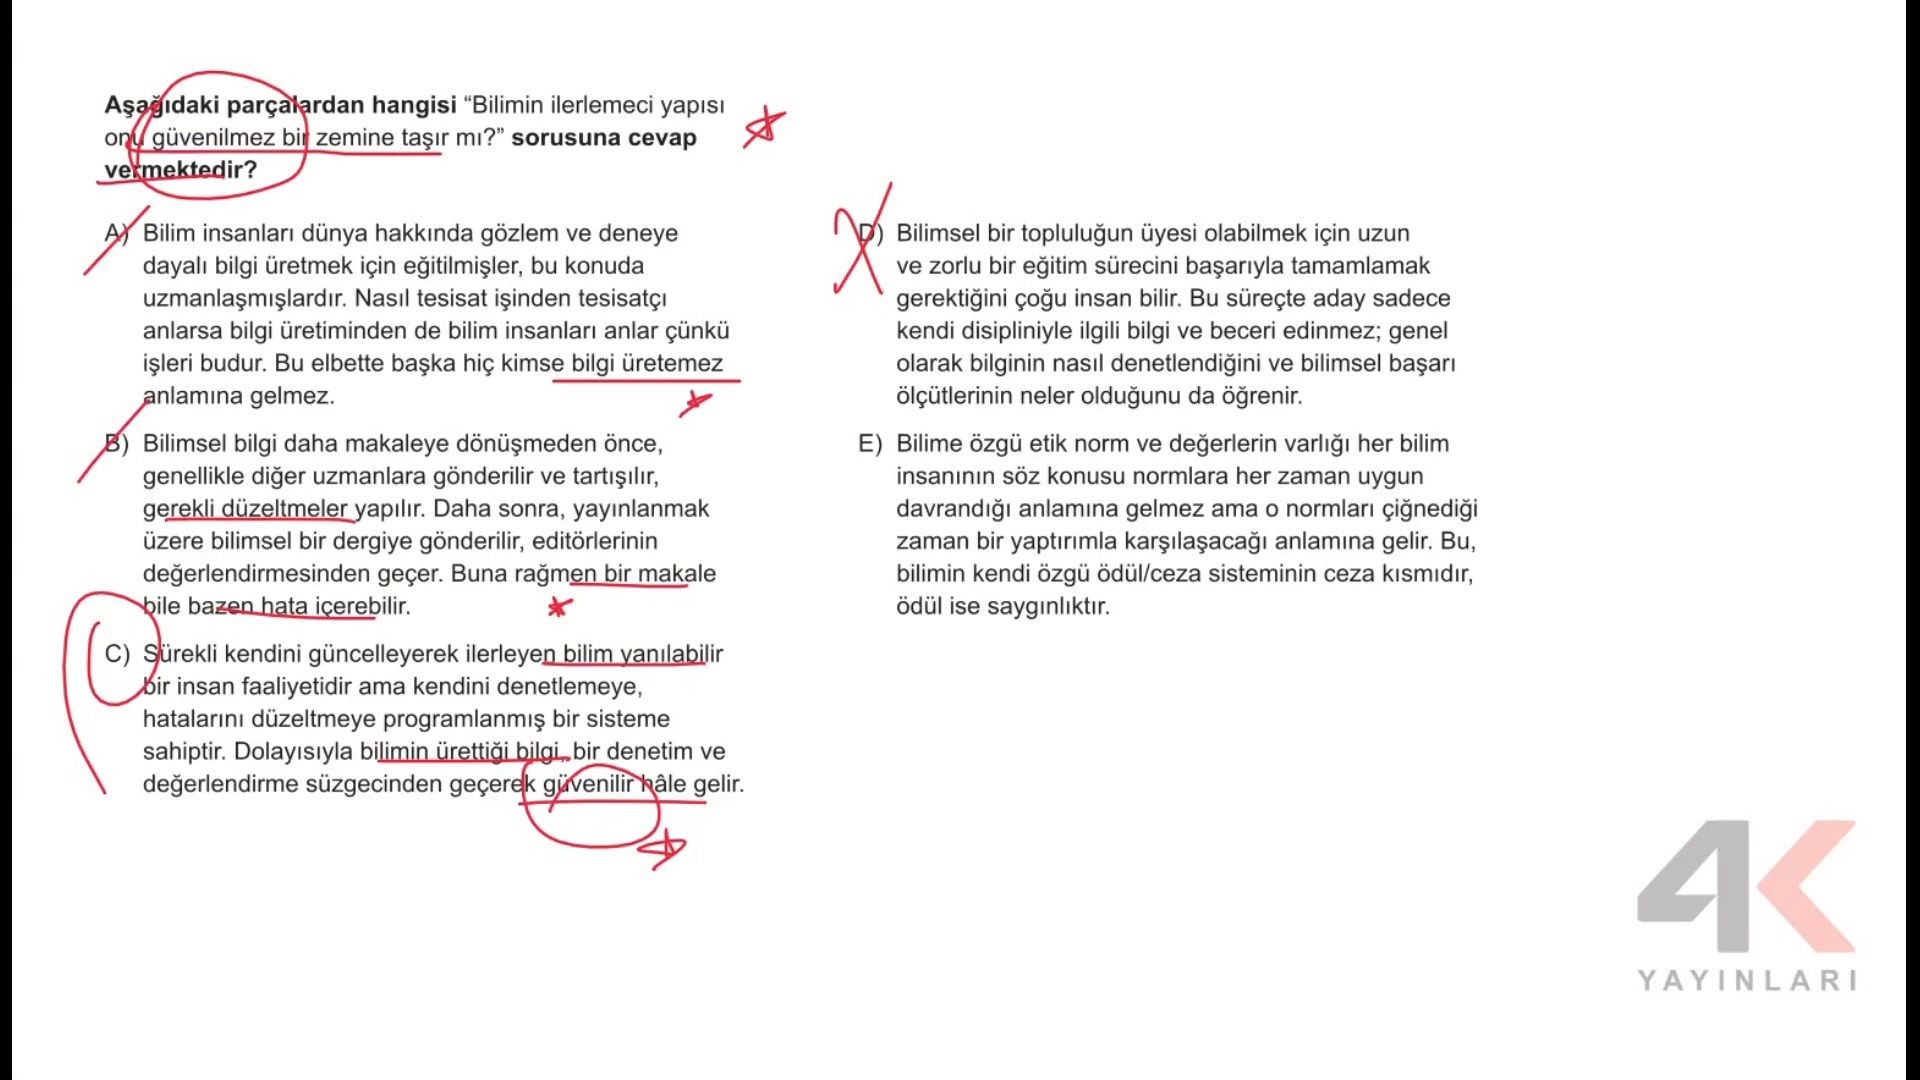 Aşağıdaki parçalardan hangisi “Bilimin ilerlemeci yapısı
onu güvenilmez bir zemine taşır mı?” sorusuna cevap
vermektedir?
A) Bilim insanları dünya hakkında gözlem ve deneye
dayalı bilgi üretmek için eğitilmişler, bu konuda
uzmanlaşmışlardır. Nasıl tesisat işinden tesisatçı
anlarsa bilgi üretiminden de bilim insanları anlar çünkü
işleri budur. Bu elbette başka hiç kimse bilgi üretemez
anlamına gelmez.
B) Bilimsel bilgi daha makaleye dönüşmeden önce,
genellikle diğer uzmanlara gönderilir ve tartışılır,
gerekli düzeltmeler yapılır. Daha sonra, yayınlanmak
üzere bilimsel bir dergiye gönderilir, editörlerinin
değerlendirmesinden geçer. Buna rağmen bir makale
bile bazen hata içerebilir.
C) Sürekli kendini güncelleyerek ilerleyen bilim yanılabilir
bir insan faaliyetidir ama kendini denetlemeye,
hatalarını düzeltmeye programlanmış bir sisteme
sahiptir. Dolayısıyla bilimin ürettiği bilgi, bir denetim ve
değerlendirme süzgecinden geçerek güvenilir hâle gelir.
D) Bilimsel bir topluluğun üyesi olabilmek için uzun
ve zorlu bir eğitim sürecini başarıyla tamamlamak
gerektiğini çoğu insan bilir. Bu süreçte aday sadece
kendi disipliniyle ilgili bilgi ve beceri edinmez; genel
olarak bilginin nasıl denetlendiğini ve bilimsel başarı
ölçütlerinin neler olduğunu da öğrenir.
E) Bilime özgü etik norm ve değerlerin varlığı her bilim
insanının söz konusu normlara her zaman uygun
davrandığı anlamına gelmez ama o normları çiğnediği
zaman bir yaptırımla karşılaşacağı anlamına gelir. Bu,
bilimin kendi özgü ödül/ceza sisteminin ceza kısmıdır,
ödül ise saygınlıktır.
4K
YAYINLARI